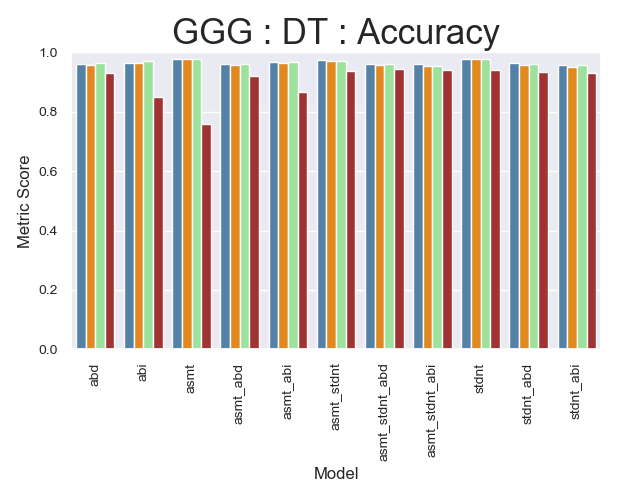 GGG : DT : Accuracy
Metric Score
1.0
0.8
0.6
0.4
0.2
0.0
abd
abi
asmt
asmt_abd
asmt_abi
asmt_stdnt
asmt_stdnt_abd
asmt_stdnt_abi
stdnt
stdnt_abd
stdnt_abi
Model